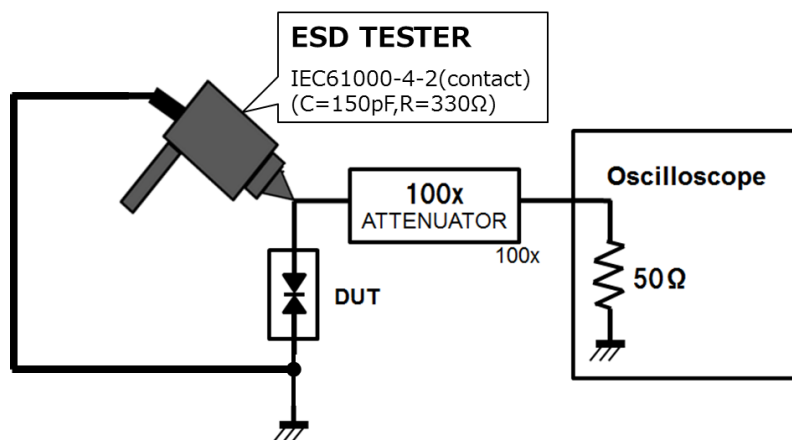 ESD TESTER
IEC61000-4-2(contact)
(C=150pF,R=330Ω)
100x
ATTENUATOR
100x
Oscilloscope
50Ω
DUT